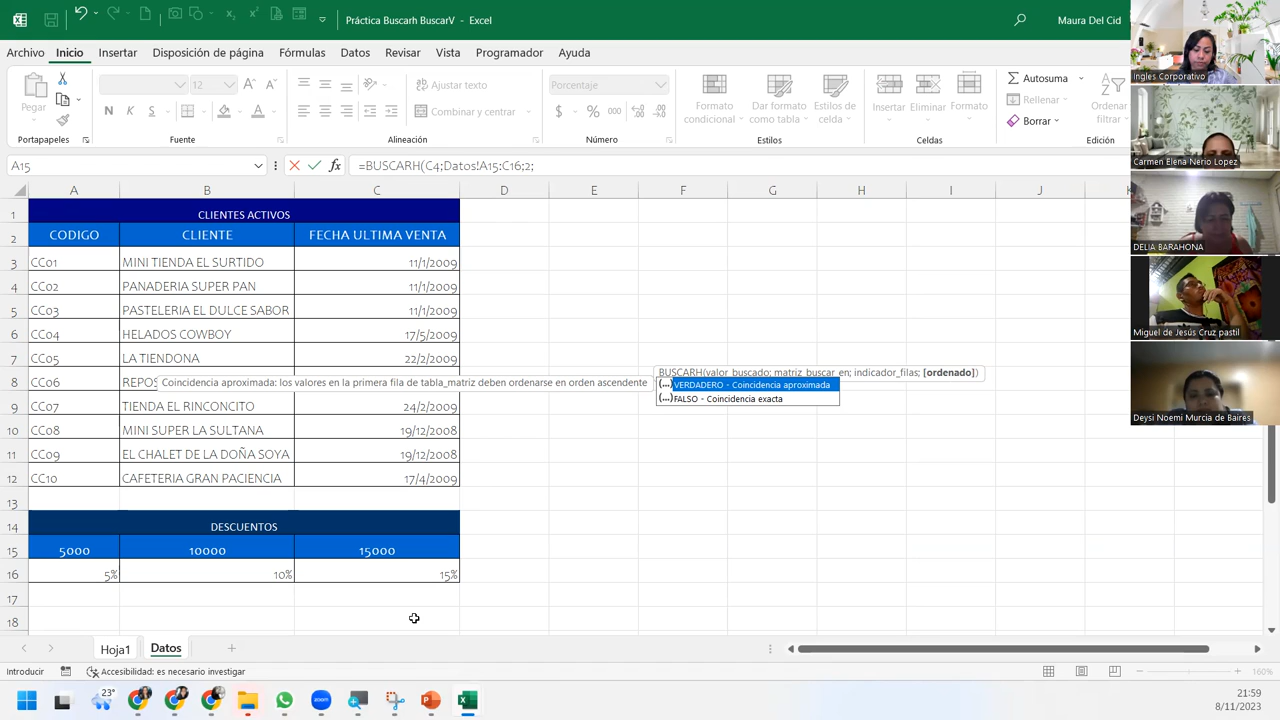 Práctica Buscarh BuscarV - Excel
Maura Del Cid
Archivo Inicio Insertar Disposición de página Fórmulas Datos Revisar Vista Programador Ayuda
Pegar
12
Ajustar texto
Combinar y centrar
Porcentaje
Formato condicional
Dar formato como tabla
Estilos de celda
Insertar
Eliminar
Formato
Autosuma
Rellenar
Borrar
Ordenar
filtrar
Portapapeles
Fuente
Alineación
Número
Estilos
Celdas
Edición
A15
=BUSCARH(C4;Datos!A15:C16;2;
A B C D E F G H I J
1 CLIENTES ACTIVOS
2 CODIGO CLIENTE FECHA ULTIMA VENTA
3 CC01 MINI TIENDA EL SURTIDO 11/1/2009
4 CC02 PANADERIA SUPER PAN 11/1/2009
5 CC03 PASTELERIA EL DULCE SABOR 11/1/2009
6 CC04 HELADOS COWBOY 17/5/2009
7 CC05 LA TIENDONA 22/2/2009
BUSCARH(valor_buscado; matriz_buscar_en; indicador_filas; [ordenado])
8 CC06 REPOS
Coincidencia aproximada: los valores en la primera fila de tabla_matriz deben ordenarse en orden ascendente
(...)VERDADERO - Coincidencia aproximada
(...)FALSO - Coincidencia exacta
9 CC07 TIENDA EL RINCONCITO 24/2/2009
10 CC08 MINI SUPER LA SULTANA 19/12/2008
11 CC09 EL CHALET DE LA DOÑA SOYA 19/12/2008
12 CC10 CAFETERIA GRAN PACIENCIA 17/4/2009
13
14 DESCUENTOS
15 5000 10000 15000
16 5% 10% 15%
17
18
Hoja1 Datos
Introducir
Accesibilidad: es necesario investigar
160%
23°
21:59
8/11/2023
Ingles Corporativo
Carmen Elena Nerio Lopez
DELIA BARAHONA
Miguel de Jesús Cruz pastil
Deysi Noemi Murcia de Baires